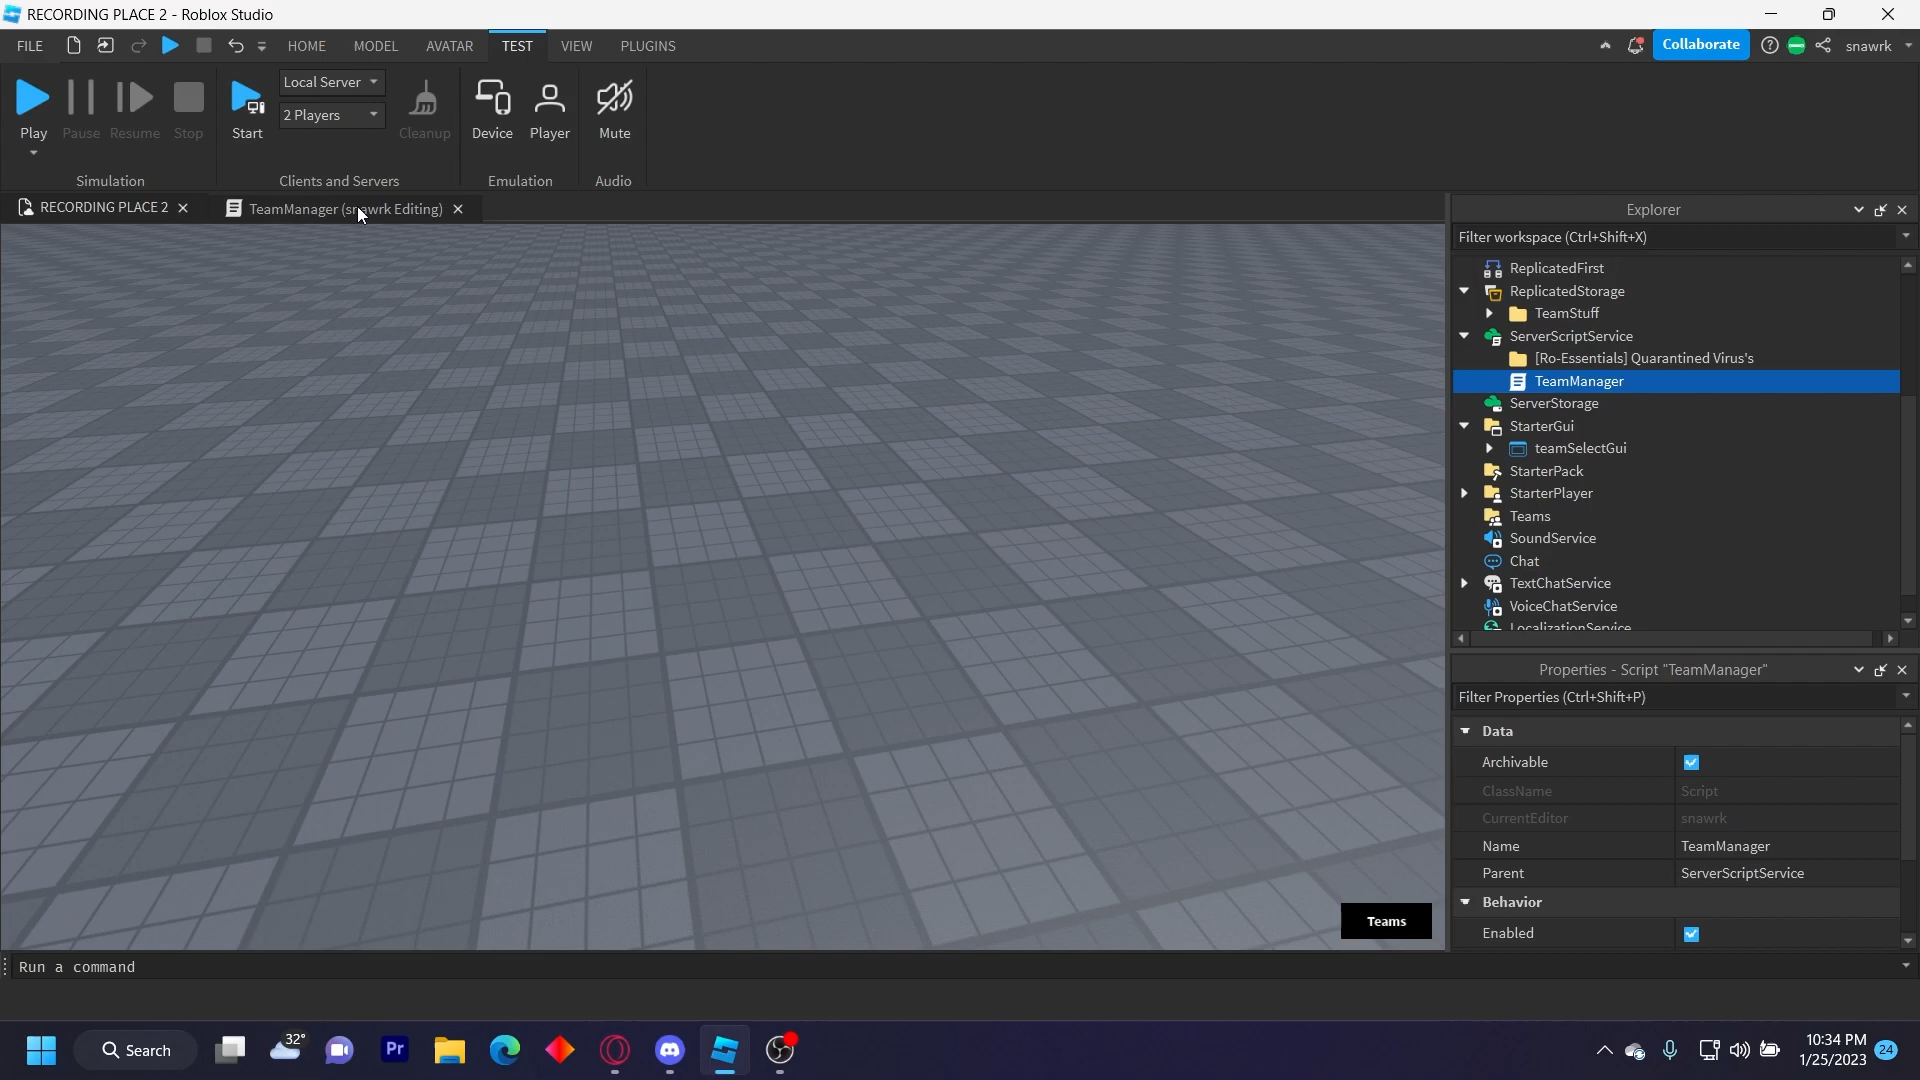 RECORDING PLACE 2 - Roblox Studio
FILE HOME MODEL AVATAR TEST VIEW PLUGINS Collaborate snawrk
Play Pause Resume Stop Start Local Server 2 Players Cleanup Device Player Mute
Simulation Clients and Servers Emulation Audio
RECORDING PLACE 2 TeamManager (snawrk Editing)
Explorer
Filter workspace (Ctrl+Shift+X)
ReplicatedFirst
ReplicatedStorage
TeamStuff
ServerScriptService
[Ro-Essentials] Quarantined Virus's
TeamManager
ServerStorage
StarterGui
teamSelectGui
StarterPack
StarterPlayer
Teams
SoundService
Chat
TextChatService
VoiceChatService
LocalizationService
Properties - Script "TeamManager"
Filter Properties (Ctrl+Shift+P)
Data
Archivable
ClassName Script
CurrentEditor snawrk
Name TeamManager
Parent ServerScriptService
Behavior
Enabled
Teams
Run a command
Search
32°
Pr
10:34 PM
1/25/2023
24